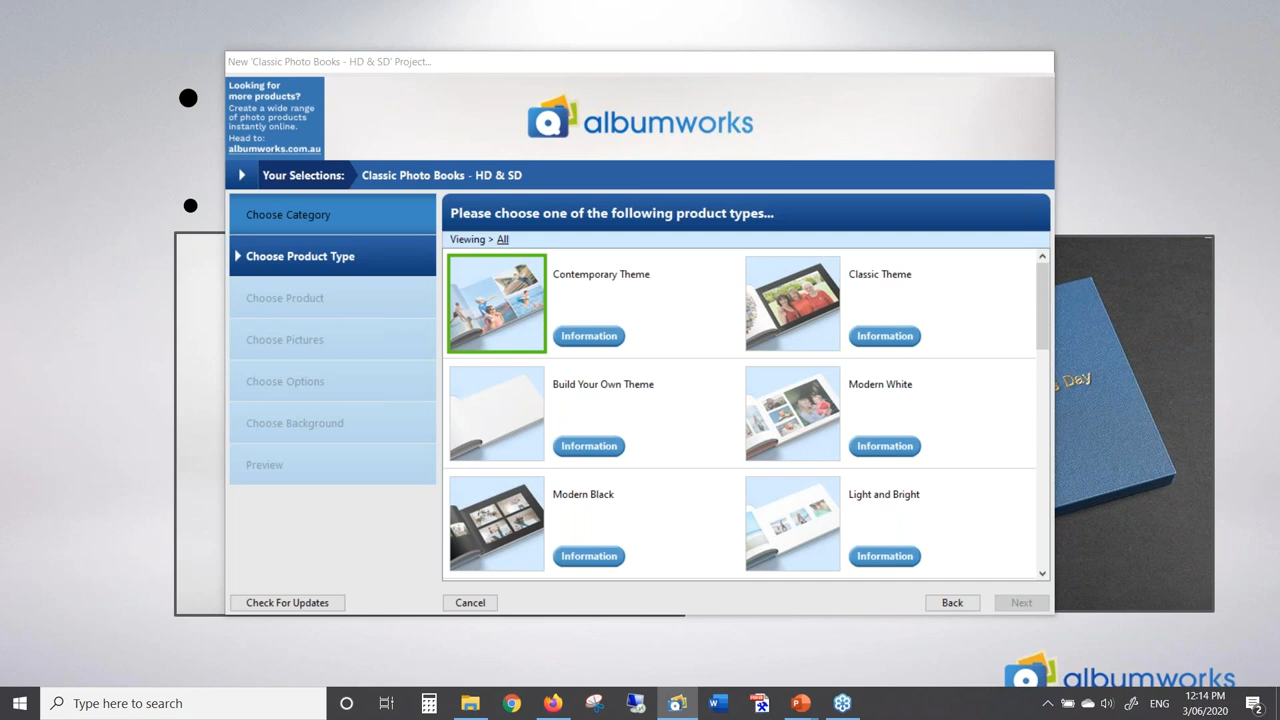 New 'Classic Photo Books - HD & SD' Project...
Looking for
more products?
Create a wide range
of photo products
instantly online.
Head to:
albumworks.com.au
albumworks
Your Selections:
Classic Photo Books - HD & SD
Choose Category
Choose Product Type
Choose Product
Choose Pictures
Choose Options
Choose Background
Preview
Please choose one of the following product types...
Viewing > All
Contemporary Theme
Information
Classic Theme
Information
Build Your Own Theme
Information
Modern White
Information
Modern Black
Information
Light and Bright
Information
Check For Updates
Cancel
Back
Next
s Day
albumworks
Type here to search
ENG
12:14 PM
3/06/2020
2